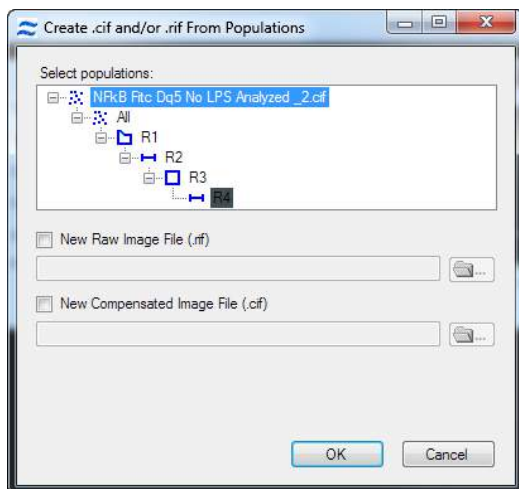 Create .cif and/or .rif From Populations
Select populations:
NFkB Fitc Dq5 No LPS Analyzed _2.cif
All
R1
R2
R3
R4
New Raw Image File (.rif)
...
New Compensated Image File (.cif)
...
OK Cancel